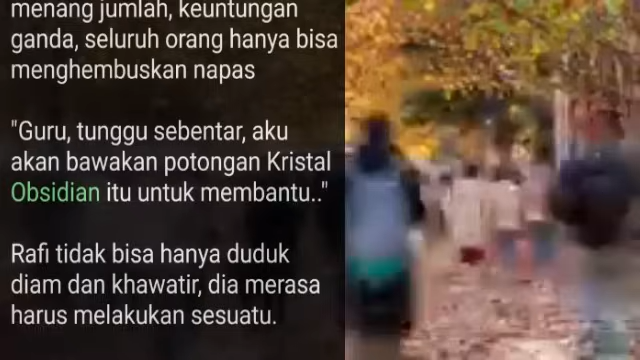 menang jumlah, keuntungan
ganda, seluruh orang hanya bisa
menghembuskan napas
"Guru, tunggu sebentar, aku
akan bawakan potongan Kristal
Obsidian itu untuk membantu.."
Rafi tidak bisa hanya duduk
diam dan khawatir, dia merasa
harus melakukan sesuatu.